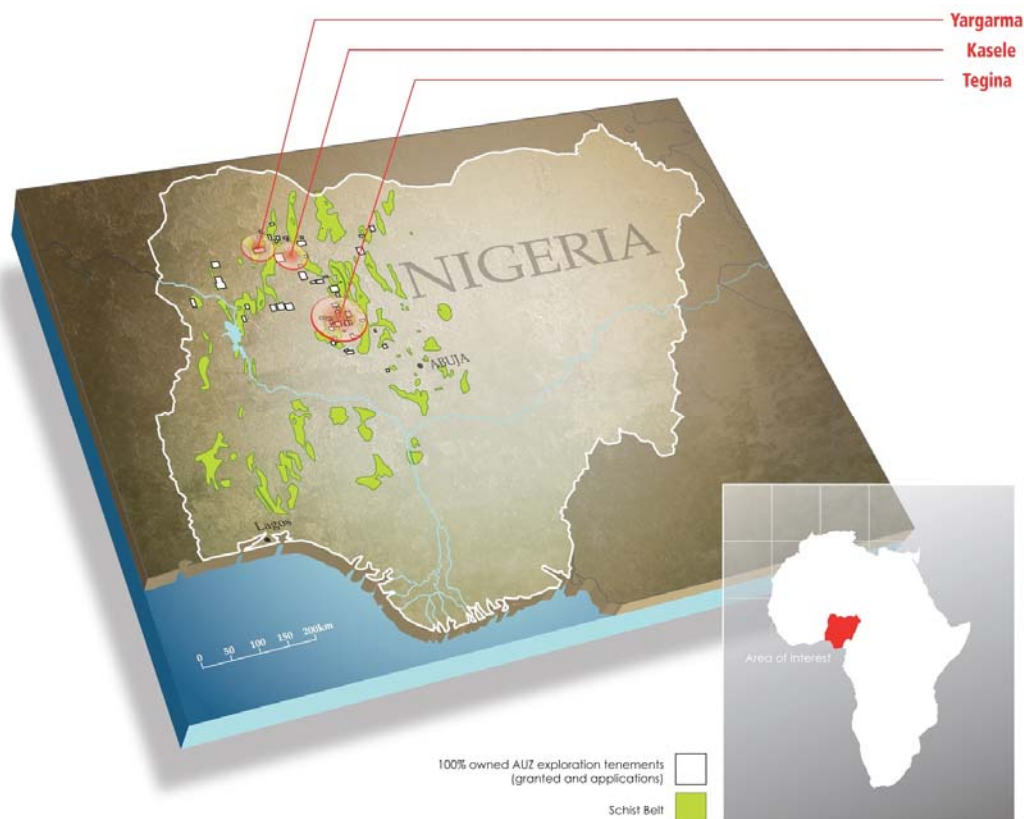 Yargarma
Kasele
Tegina
NIGERIA
ABUJA
Lagos
0 50 100 150 200km
Area of Interest
100% owned AUZ exploration tenements
(granted and applications)
Schist Belt